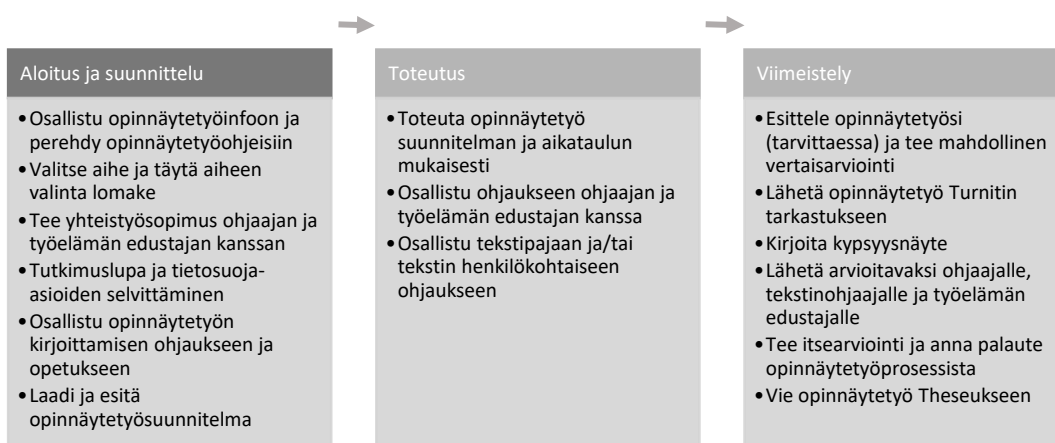 Aloitus ja suunnittelu
•Osallistu opinnäytetyöinfoon ja
perehdy opinnäytetyöohjeisiin
•Valitse aihe ja täytä aiheen
valinta lomake
•Tee yhteistyösopimus ohjaajan ja
työelämän edustajan kanssan
•Tutkimuslupa ja tietosuoja-
asioiden selvittäminen
•Osallistu opinnäytetyön
kirjoittamisen ohjaukseen ja
opetukseen
•Laadi ja esitä
opinnäytetyösuunnitelma
Toteutus
•Toteuta opinnäytetyö
suunnitelman ja aikataulun
mukaisesti
•Osallistu ohjaukseen ohjaajan ja
työelämän edustajan kanssa
•Osallistu tekstipajaan ja/tai
tekstin henkilökohtaiseen
ohjaukseen
Viimeistely
•Esittele opinnäytetyösi
(tarvittaessa) ja tee mahdollinen
vertaisarviointi
•Lähetä opinnäytetyö Turnitin
tarkastukseen
•Kirjoita kypsyysnäyte
•Lähetä arvioitavaksi ohjaajalle,
tekstinohjaajalle ja työelämän
edustajalle
•Tee itsearviointi ja anna palaute
opinnäytetyöprosessista
•Vie opinnäytetyö Theseukseen